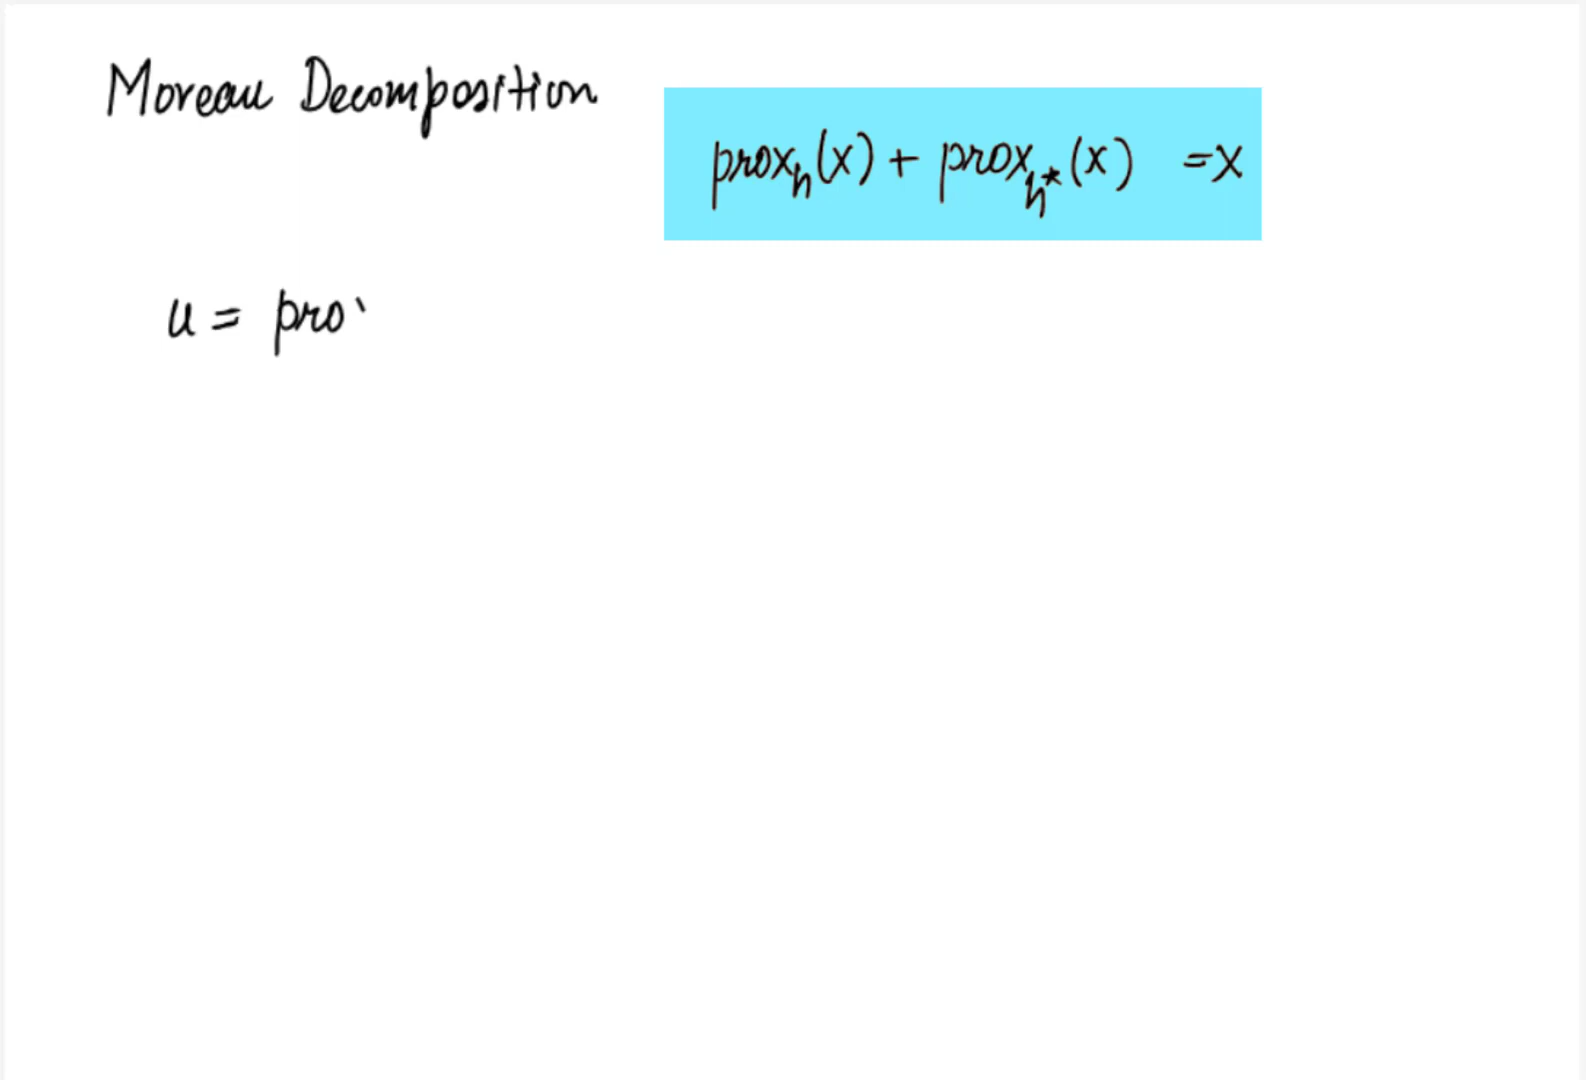 Moreau Decomposition
proxₕ(x) + proxₕ*(x) = x
u = pro